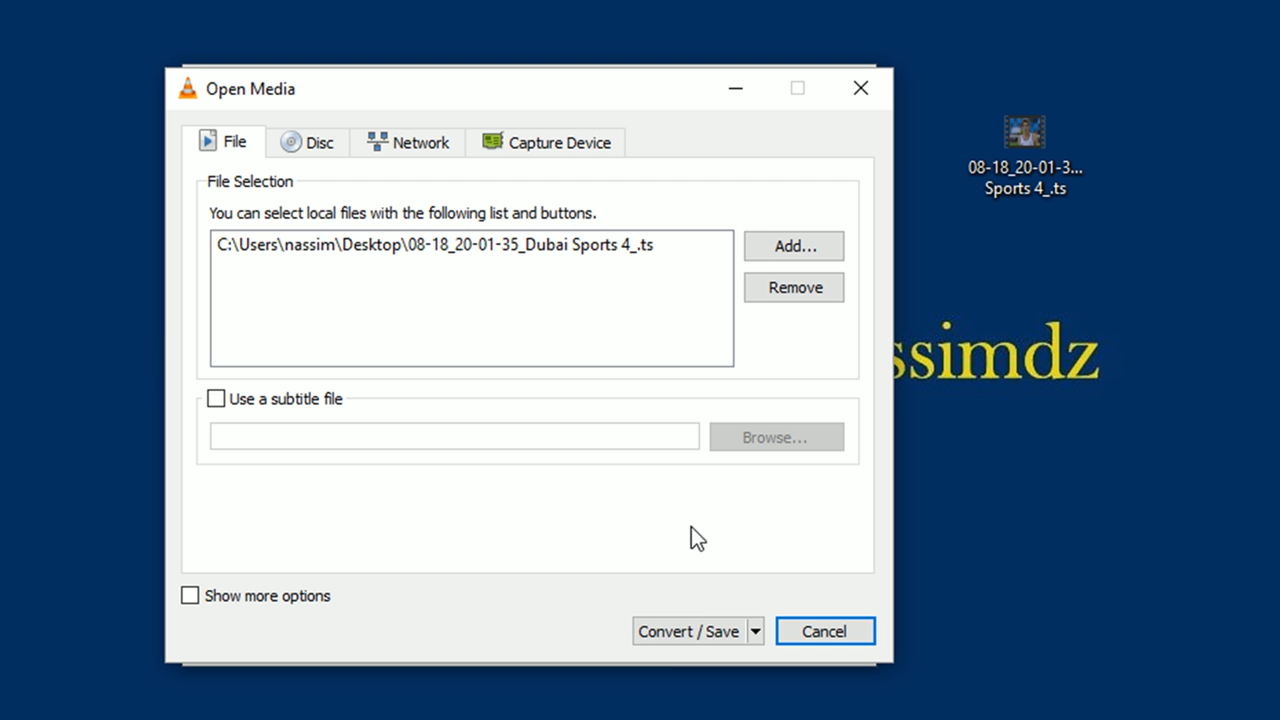 Open Media
File
Disc
Network
Capture Device
File Selection
You can select local files with the following list and buttons.
C:\Users\nassim\Desktop\08-18_20-01-35_Dubai Sports 4_.ts
Add...
Remove
Use a subtitle file
Browse...
Show more options
Convert / Save
Cancel
08-18_20-01-3...
Sports 4_.ts
ssimdz